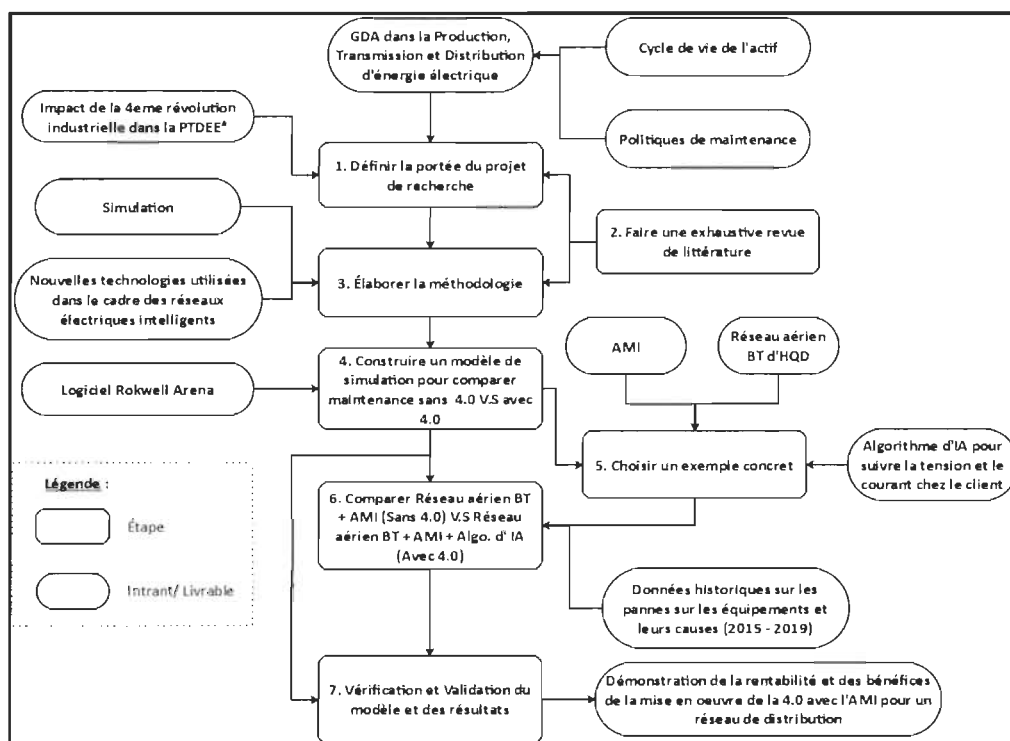 GDA dans la Production,
Transmission et Distribution
d'énergie électrique
Cycle de vie de l'actif
Politiques de maintenance
Impact de la 4eme révolution
industrielle dans la PTDEE*
1. Définir la portée du projet
de recherche
Simulation
2. Faire une exhaustive revue
de littérature
Nouvelles technologies utilisées
dans le cadre des réseaux
électriques intelligents
3. Élaborer la méthodologie
AMI
Réseau aérien
BT d'HQD
Logiciel Rokwell Arena
4. Construire un modèle de
simulation pour comparer
maintenance sans 4.0 V.S avec
4.0
5. Choisir un exemple concret
Algorithme d'IA pour
suivre la tension et le
courant chez le client
Légende :
Étape
Intrant/ Livrable
6. Comparer Réseau aérien BT
+ AMI (Sans 4.0) V.S Réseau
aérien BT + AMI + Algo. d' IA
(Avec 4.0)
Données historiques sur les
pannes sur les équipements et
leurs causes (2015 - 2019)
7. Vérification et Validation du
modèle et des résultats
Démonstration de la rentabilité et des bénéfices
de la mise en oeuvre de la 4.0 avec l'AMI pour un
réseau de distribution